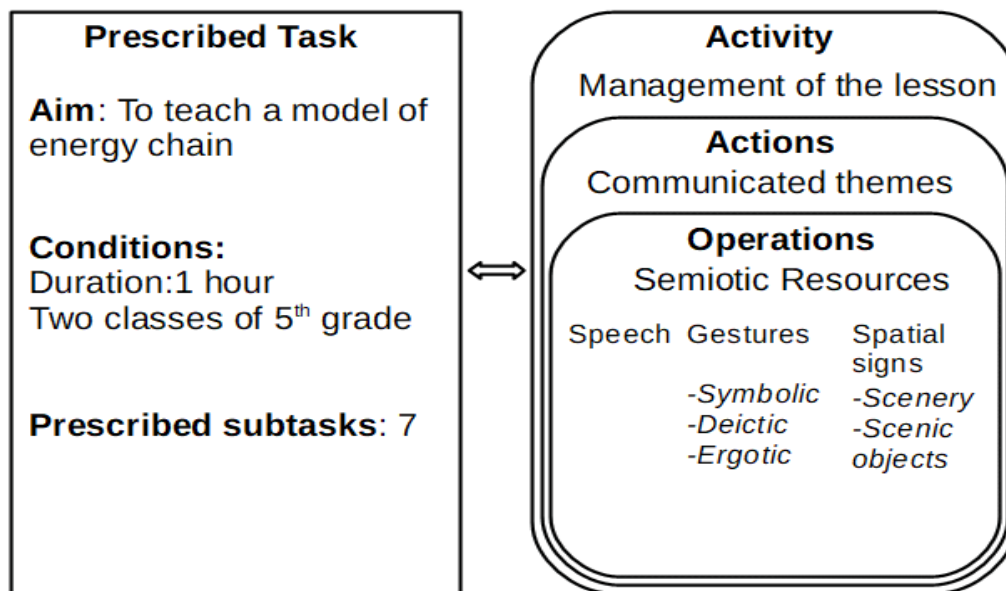 Prescribed Task
Aim: To teach a model of
energy chain
Conditions:
Duration:1 hour
Two classes of 5th grade
Prescribed subtasks: 7
Activity
Management of the lesson
Actions
Communicated themes
Operations
Semiotic Resources
Speech
Gestures
-Symbolic
-Deictic
-Ergotic
Spatial
signs
-Scenery
-Scenic
objects